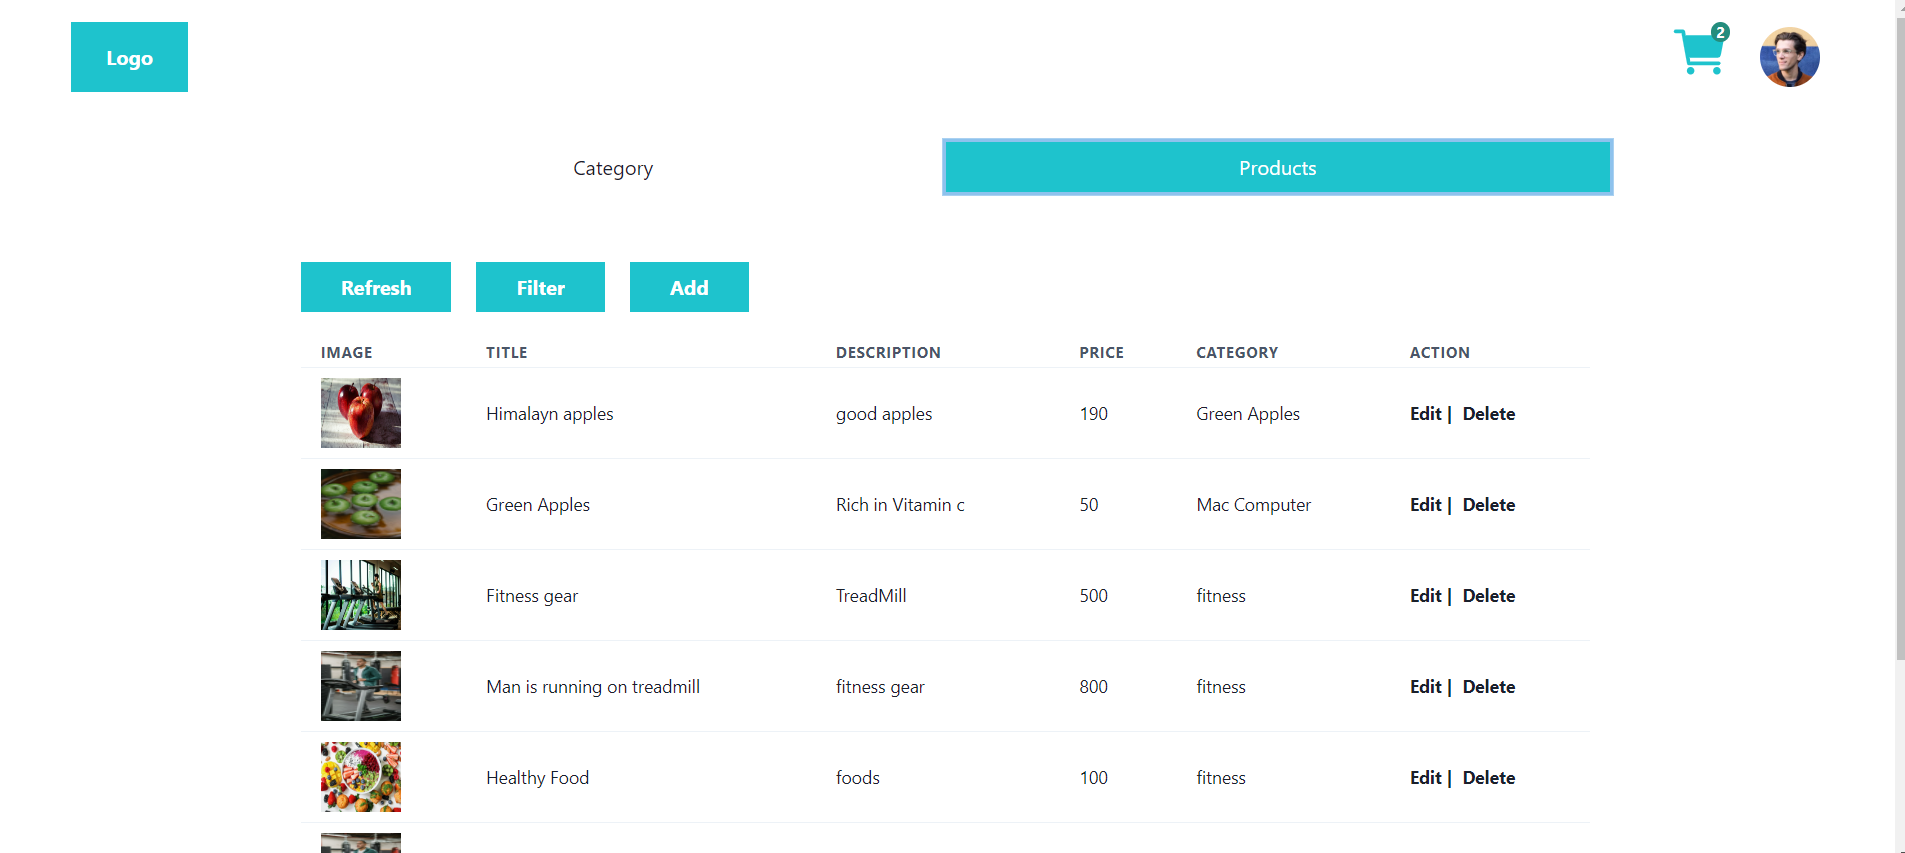 Logo
2
Category Products
Refresh Filter Add
IMAGE TITLE DESCRIPTION PRICE CATEGORY ACTION
Himalayn apples good apples 190 Green Apples Edit | Delete
Green Apples Rich in Vitamin c 50 Mac Computer Edit | Delete
Fitness gear TreadMill 500 fitness Edit | Delete
Man is running on treadmill fitness gear 800 fitness Edit | Delete
Healthy Food foods 100 fitness Edit | Delete